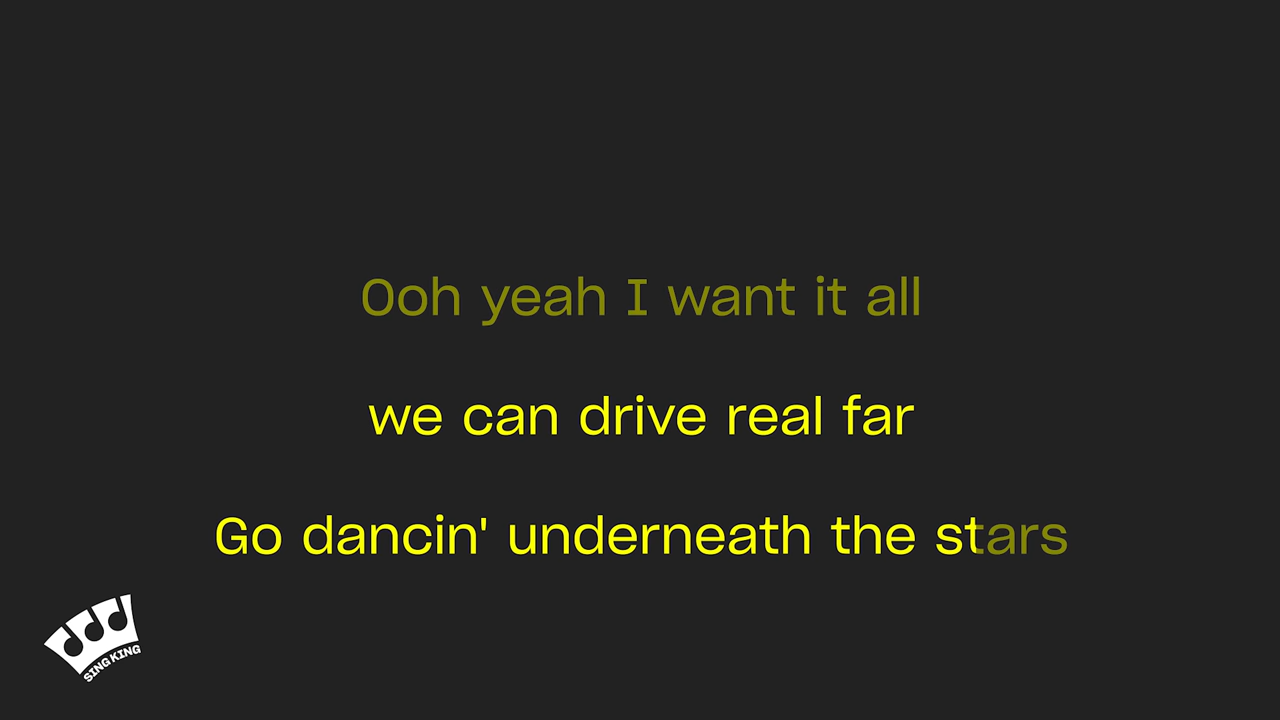 Ooh yeah I want it all
we can drive real far
Go dancin' underneath the stars
SING KING